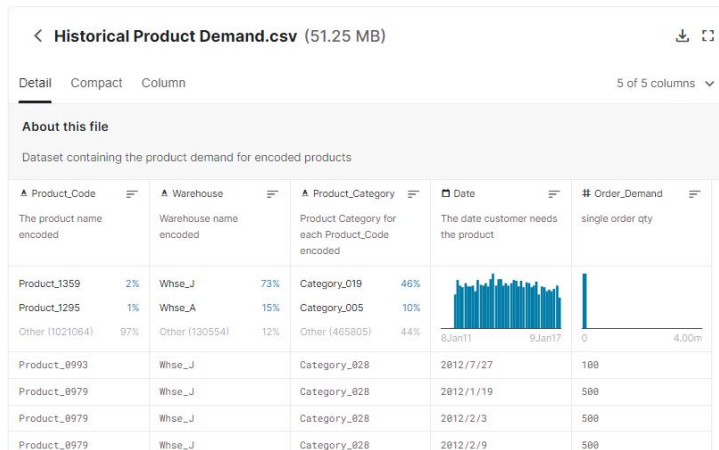 Historical Product Demand.csv (51.25 MB)
Detail Compact Column 5 of 5 columns
About this file
Dataset containing the product demand for encoded products
Product_Code Warehouse Product_Category Date # Order_Demand
The product name encoded
Warehouse name encoded
Product Category for each Product_Code encoded
The date customer needs the product
single order qty
Product_1359 2% Whse_J 73% Category_019 46%
Product_1295 1% Whse_A 15% Category_005 10%
Other (1021064) 97% Other (130554) 12% Other (465805) 44% 8Jan11 9Jan17 0 4.00m
Product_0993 Whse_J Category_028 2012/7/27 100
Product_0979 Whse_J Category_028 2012/1/19 500
Product_0979 Whse_J Category_028 2012/2/3 500
Product_0979 Whse_J Category_028 2012/2/9 500